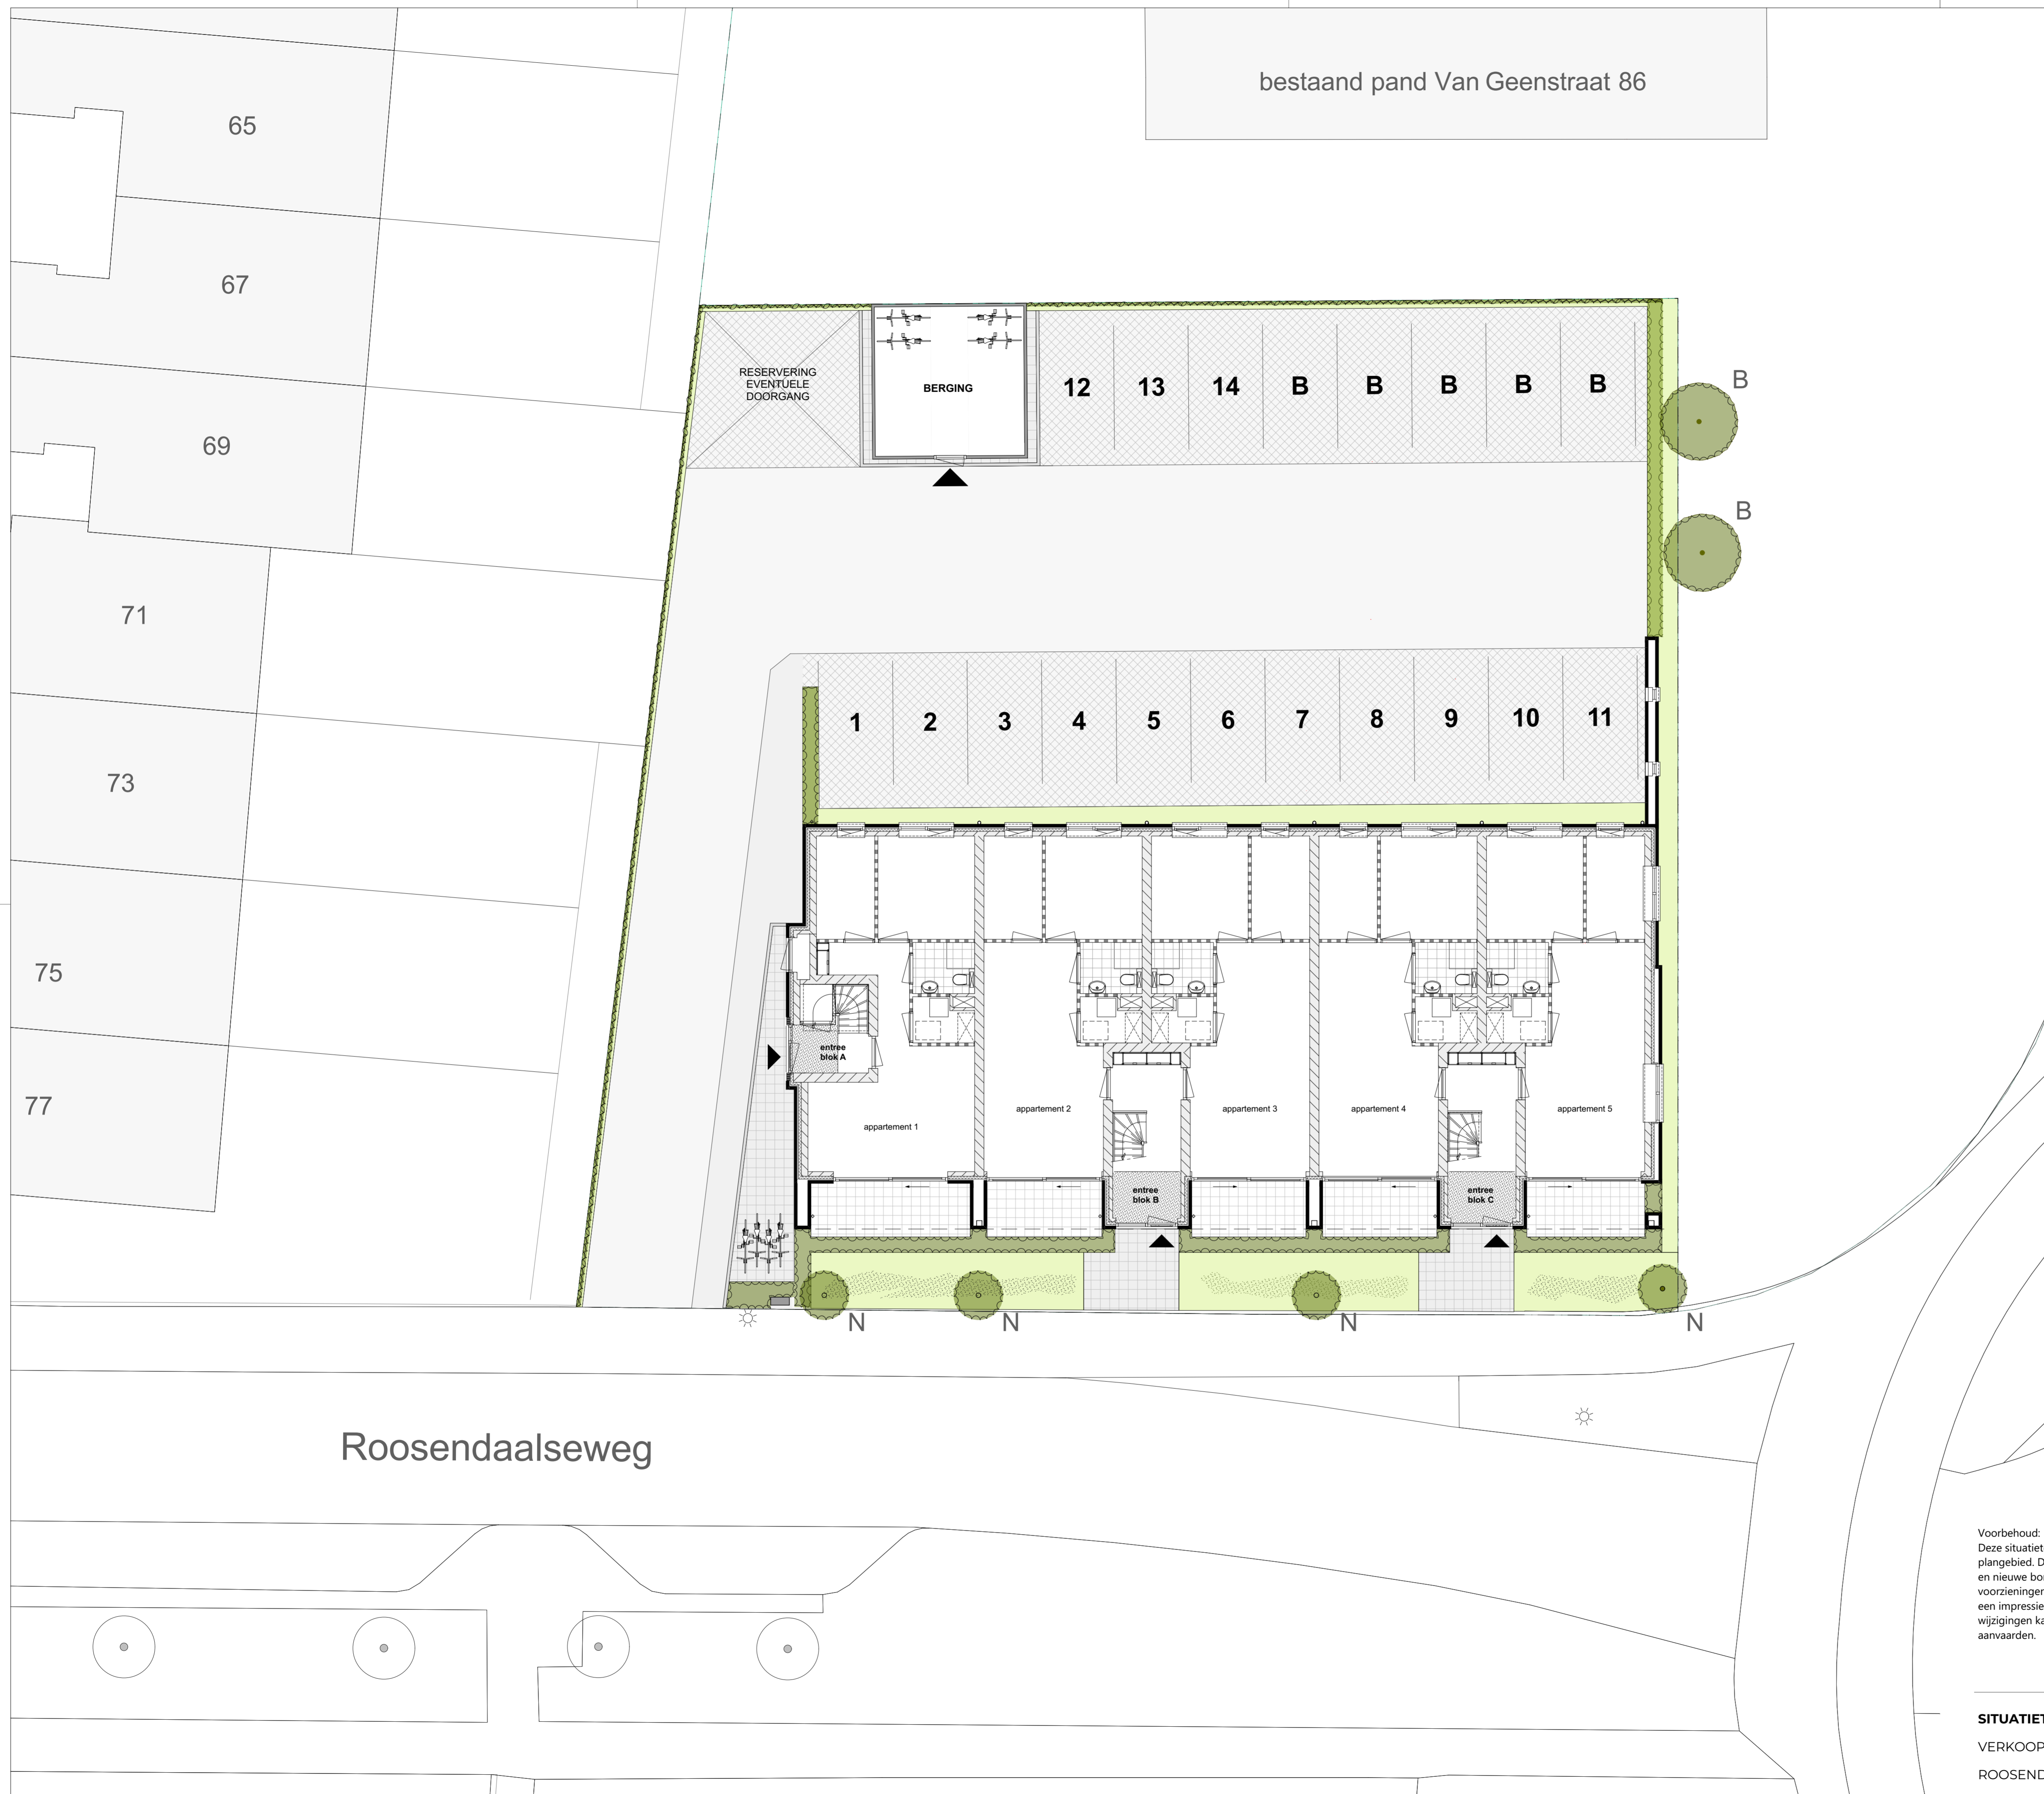 bestaand pand Van Geenstraat 86
65
67
69
71
73
75
77
RESERVERING
EVENTUELE
DOORGANG
BERGING
12 13 14 B B B B B
B
B
1 2 3 4 5 6 7 8 9 10 11
entree
blok A
appartement 1
appartement 2
appartement 3
appartement 4
appartement 5
entree
blok B
entree
blok C
N N N N
Roosendaalseweg
Voorbehoud:
Deze situatiet
plangebied. D
en nieuwe bo
voorzieninger
een impressie
wijzigingen ka
aanvaarden.
SITUATIET
VERKOOP
ROOSEND